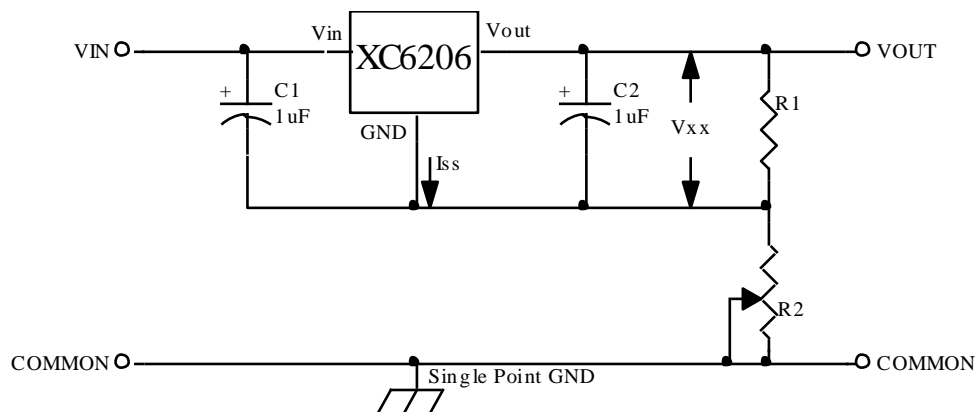 VIN
Vin
XC6206
Vout
VOUT
+
C1
1uF
GND
Iss
+
C2
1uF
Vxx
R1
R2
COMMON
Single Point GND
COMMON